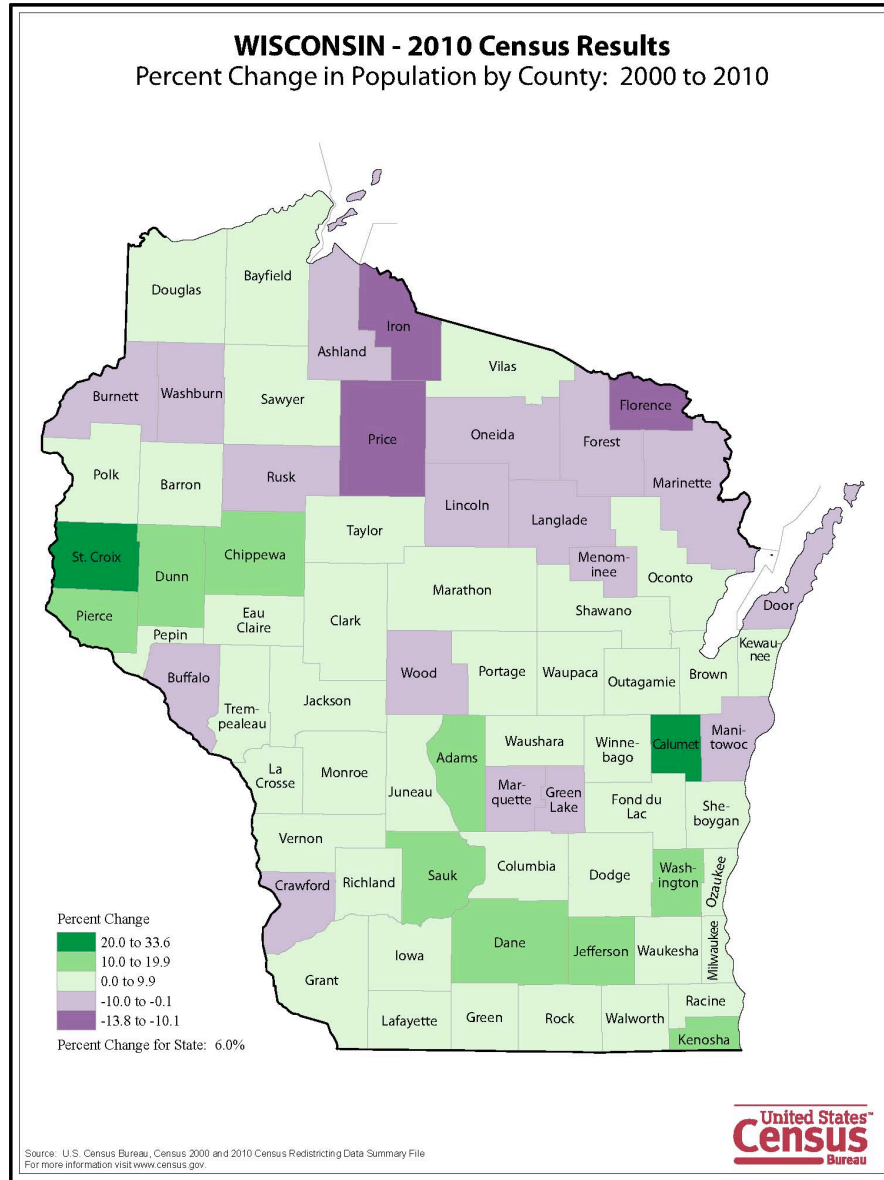 WISCONSIN - 2010 Census Results
Percent Change in Population by County:  2000 to 2010
Bayfield
Douglas
Iron
Ashland
Vilas
Burnett
Washburn
Sawyer
Florence
Price
Oneida
Forest
Polk
Barron
Rusk
Marinette
Lincoln
Langlade
Taylor
St. Croix
Dunn
Chippewa
Menom-
inee
Oconto
Marathon
Door
Pierce
Eau
Claire
Clark
Shawano
Pepin
Kewau-
nee
Buffalo
Wood
Portage
Waupaca
Outagamie
Brown
Trem-
pealeau
Jackson
Adams
Waushara
Winne-
bago
Calumet
Mani-
towoc
La
Crosse
Monroe
Juneau
Mar-
quette
Green
Lake
Fond du
Lac
She-
boygan
Vernon
Crawford
Richland
Sauk
Columbia
Dodge
Wash-
ington
Ozaukee
Percent Change
20.0 to 33.6
10.0 to 19.9
0.0 to 9.9
-10.0 to -0.1
-13.8 to -10.1
Percent Change for State:  6.0%
Grant
Iowa
Dane
Jefferson
Waukesha
Milwaukee
Lafayette
Green
Rock
Walworth
Racine
Kenosha
Source:  U.S. Census Bureau, Census 2000 and 2010 Census Redistricting Data Summary File
For more information visit www.census.gov.
United States™
Census
Bureau